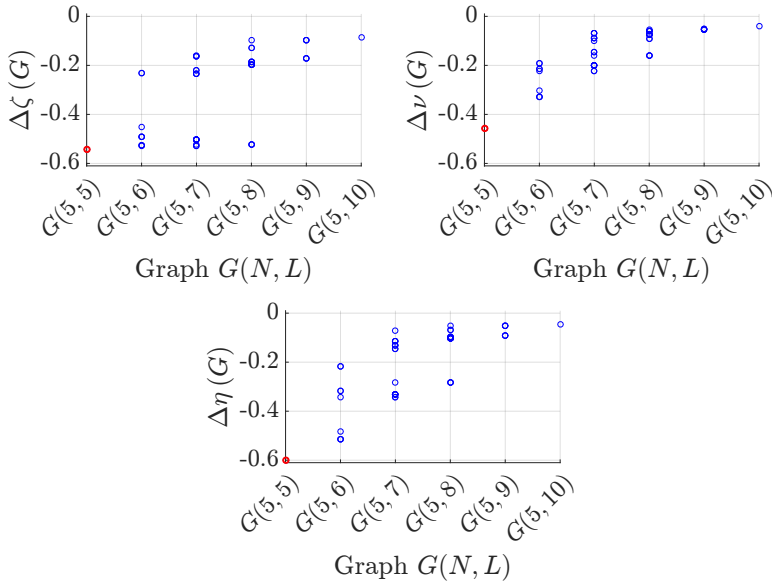 0
-0.2
-0.4
-0.6
Δζ (G)
G(5, 5)
G(5, 6)
G(5, 7)
G(5, 8)
G(5, 9)
G(5, 10)
Graph G(N, L)
0
-0.2
-0.4
-0.6
Δν (G)
G(5, 5)
G(5, 6)
G(5, 7)
G(5, 8)
G(5, 9)
G(5, 10)
Graph G(N, L)
0
-0.2
-0.4
-0.6
Δη (G)
G(5, 5)
G(5, 6)
G(5, 7)
G(5, 8)
G(5, 9)
G(5, 10)
Graph G(N, L)